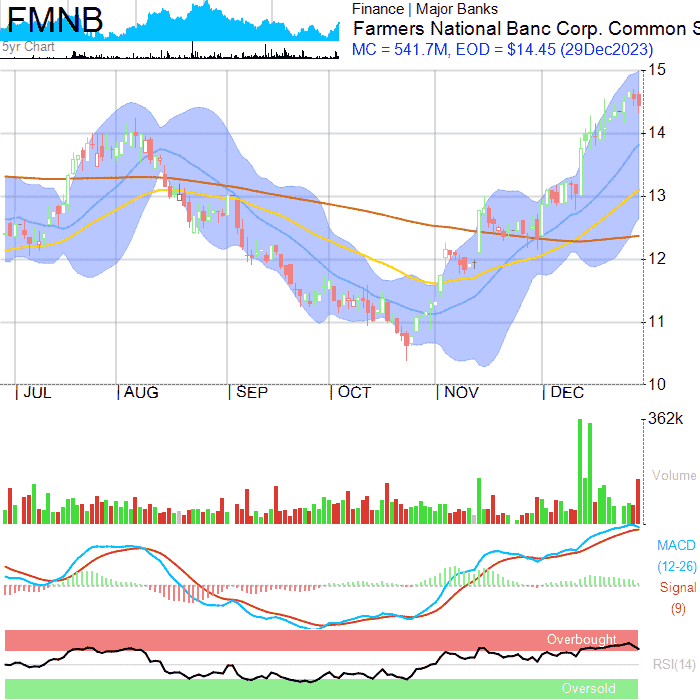 FMNB
5yr Chart
Finance | Major Banks
Farmers National Banc Corp. Common S
MC = 541.7M, EOD = $14.45 (29Dec2023)
15
14
13
12
11
10
JUL AUG SEP OCT NOV DEC
362k
Volume
MACD
(12-26)
Signal
(9)
Overbought
RSI(14)
Oversold